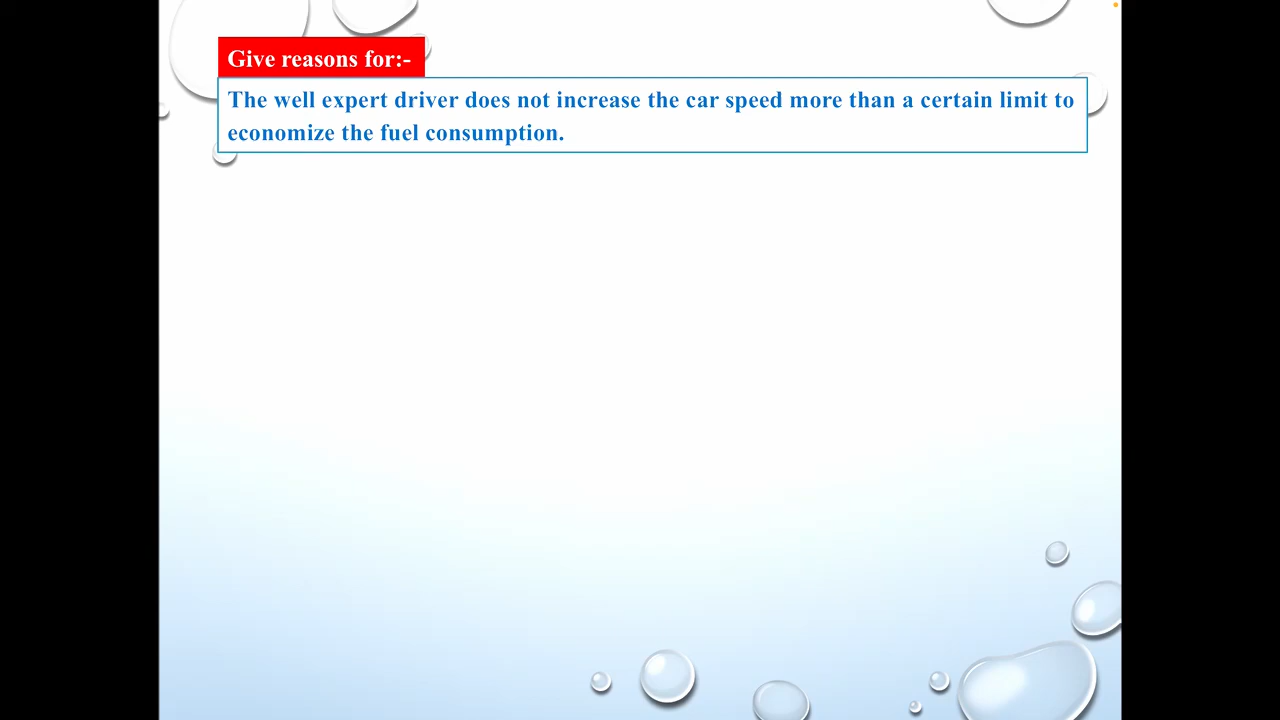 Give reasons for:-
The well expert driver does not increase the car speed more than a certain limit to
economize the fuel consumption.